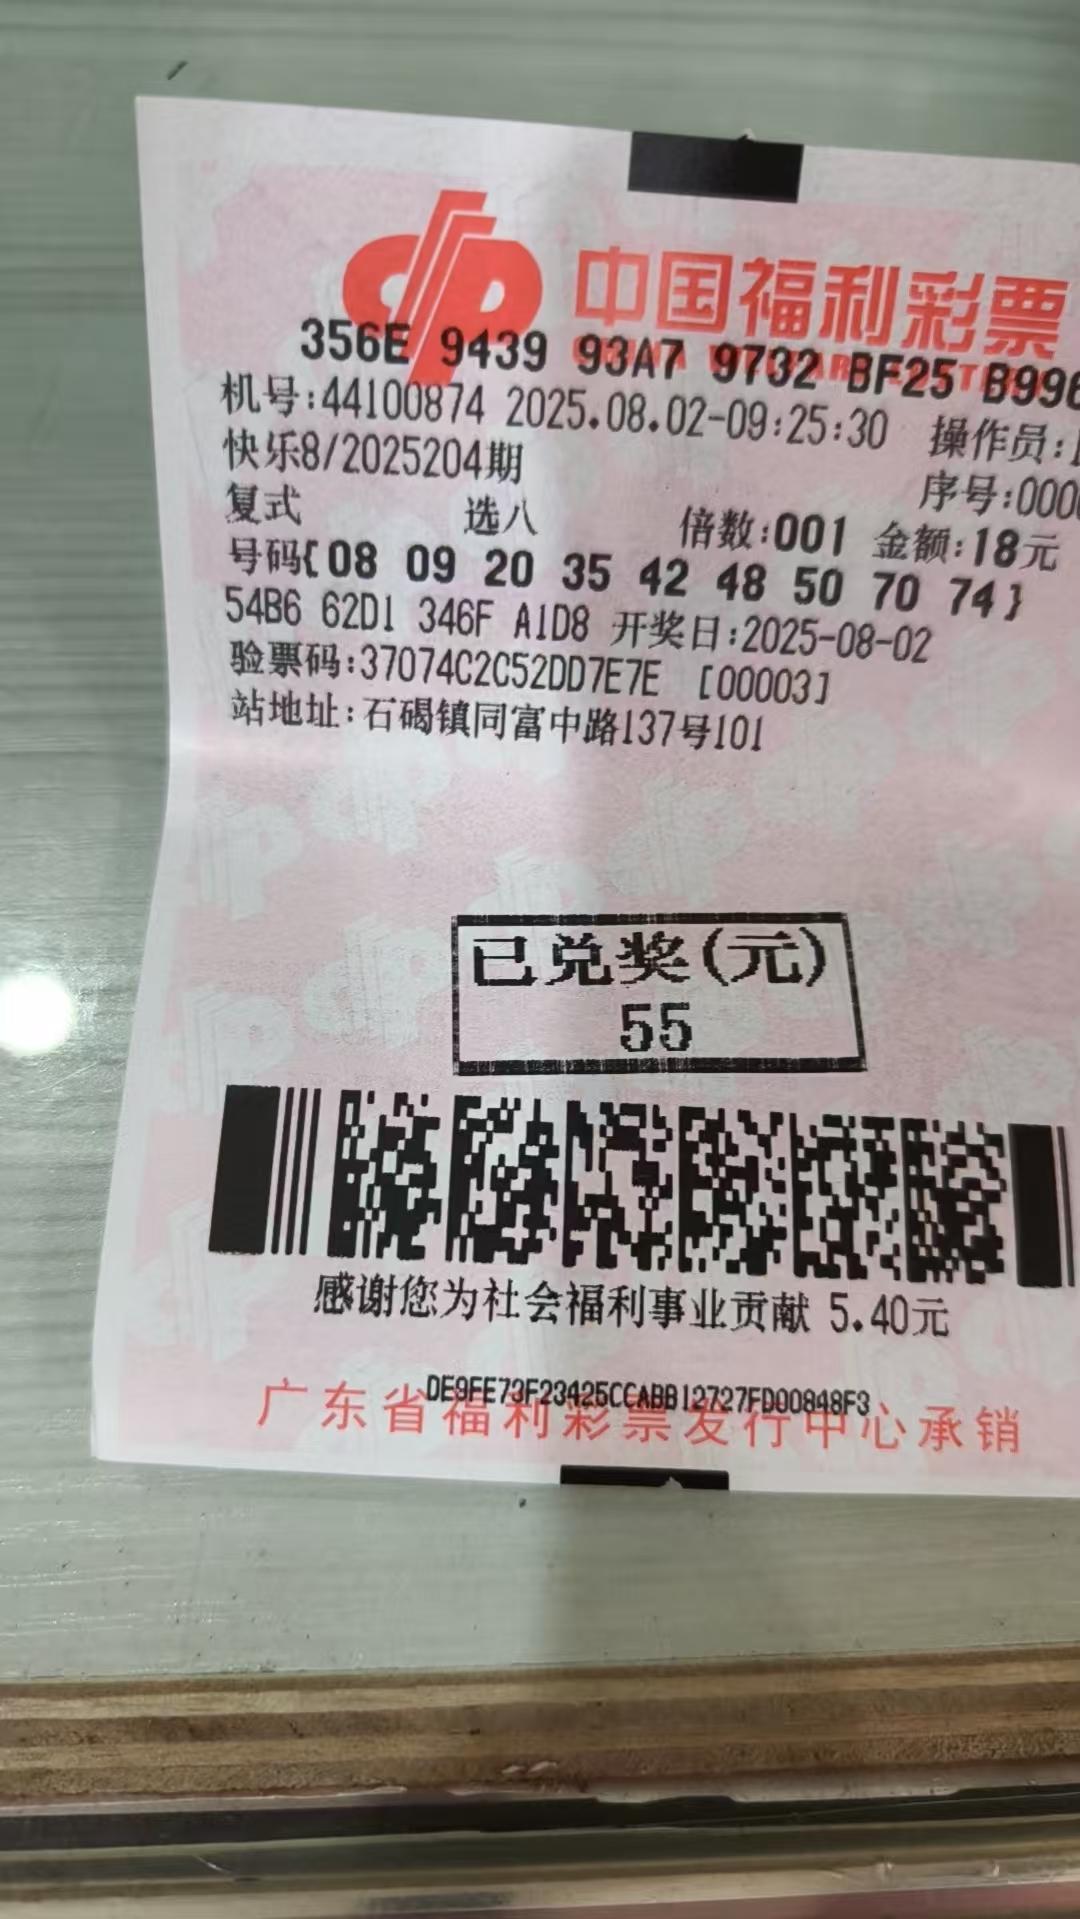 中国福利彩票
356E 9439 93A7 9732 BF25 B996
机号:44100874 2025.08.02-09:25:30 操作员:
快乐8/2025204期 序号:000
复式 选八 倍数:001 金额:18元
号码{08 09 20 35 42 48 50 70 74}
54B6 62D1 346F A1D8 开奖日:2025-08-02
验票码:37074C2C52DD7E7E [00003]
站地址:石碣镇同富中路137号101
已兑奖(元)
55
感谢您为社会福利事业贡献 5.40元
DE9FE73F23425CCABB12727FD00848F3
广东省福利彩票发行中心承销